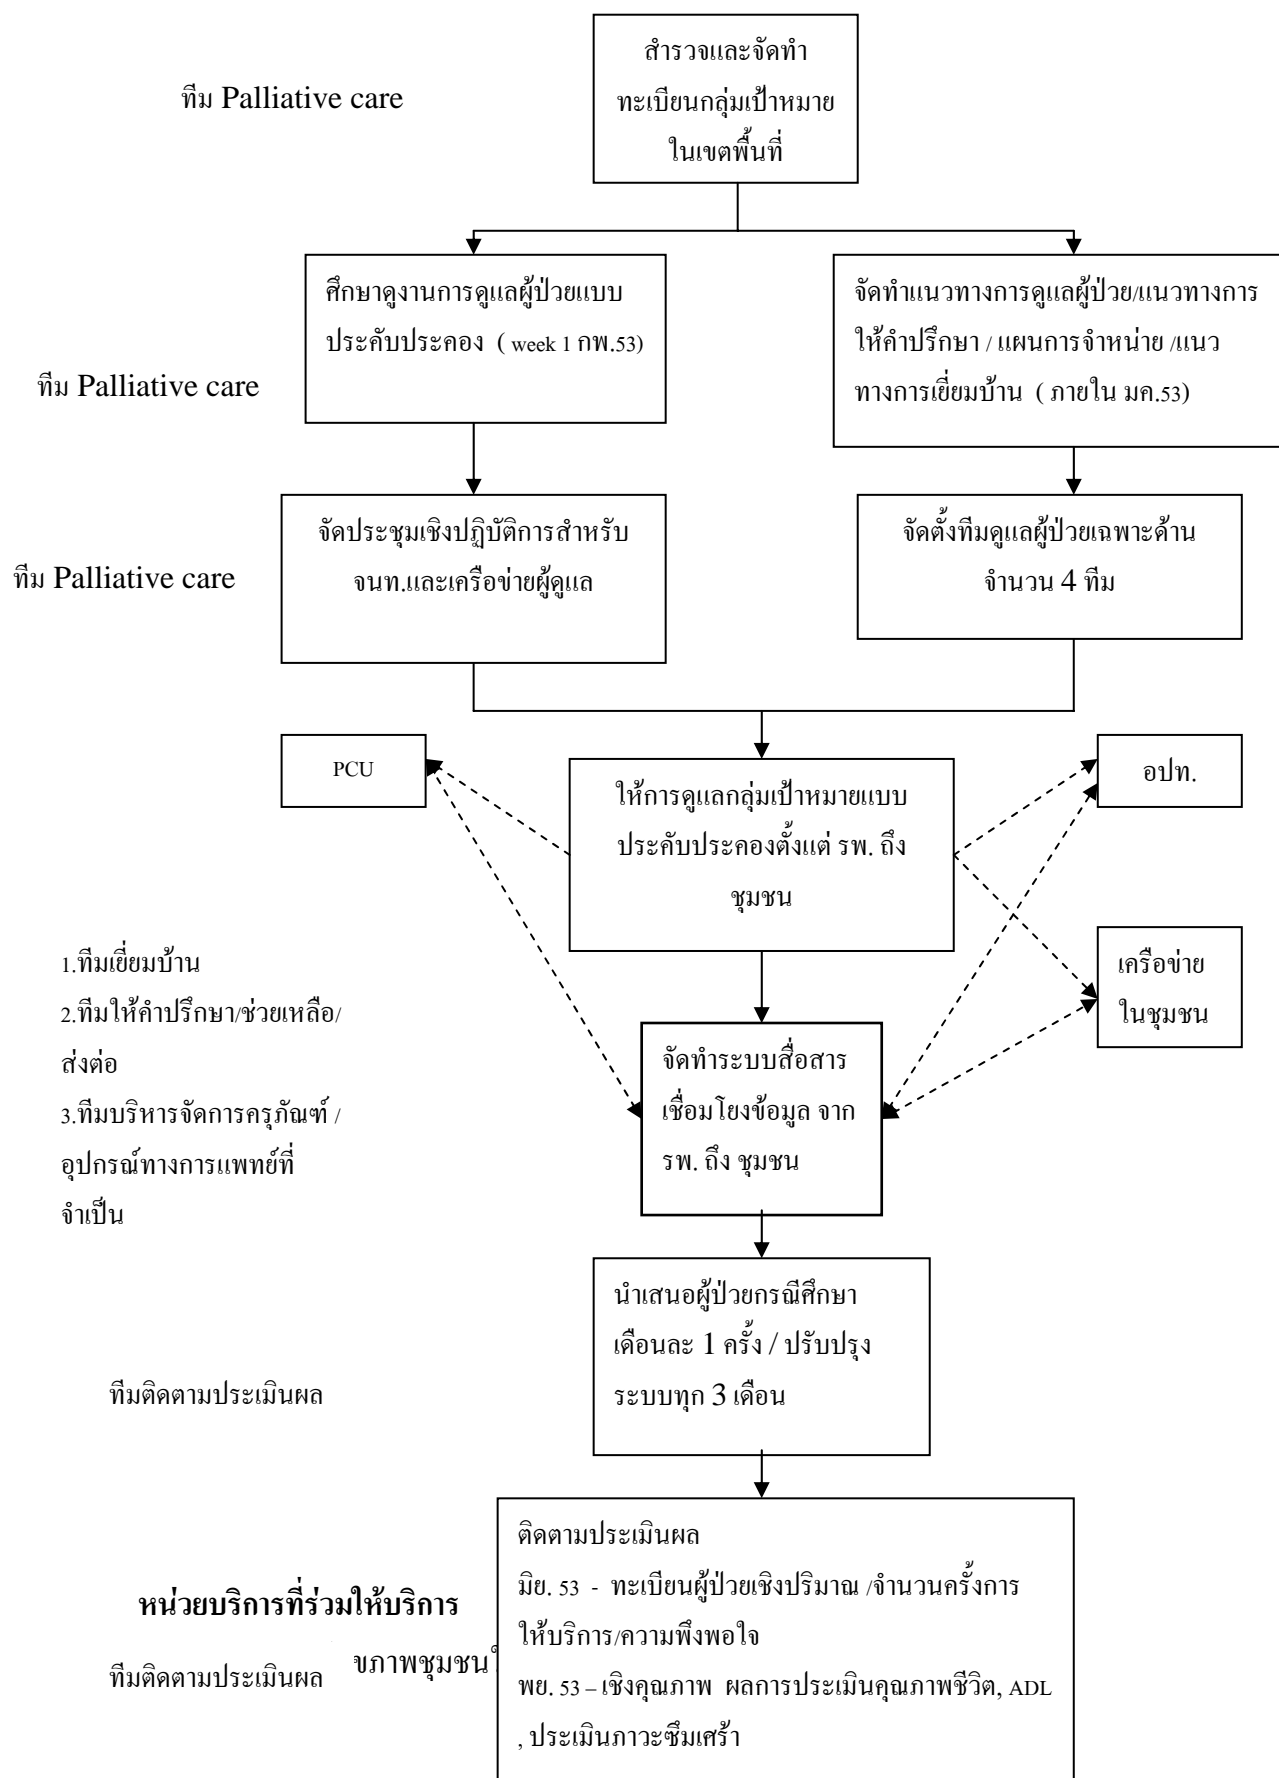 สำรวจและจัดทำ
ทะเบียนกลุ่มเป้าหมาย
ในเขตพื้นที่
ทีม Palliative care
ศึกษาดูงานการดูแลผู้ป่วยแบบ
ประคับประคอง ( week 1 กพ.53)
จัดทำแนวทางการดูแลผู้ป่วย/แนวทางการ
ให้คำปรึกษา / แผนการจำหน่าย /แนว
ทางการเยี่ยมบ้าน ( ภายใน มค.53)
ทีม Palliative care
จัดประชุมเชิงปฏิบัติการสำหรับ
จนท.และเครือข่ายผู้ดูแล
จัดตั้งทีมดูแลผู้ป่วยเฉพาะด้าน
จำนวน 4 ทีม
ทีม Palliative care
PCU
ให้การดูแลกลุ่มเป้าหมายแบบ
ประคับประคองตั้งแต่ รพ. ถึง
ชุมชน
อปท.
เครือข่าย
ในชุมชน
1.ทีมเยี่ยมบ้าน
2.ทีมให้คำปรึกษา/ช่วยเหลือ/
ส่งต่อ
3.ทีมบริหารจัดการครุภัณฑ์ /
อุปกรณ์ทางการแพทย์ที่
จำเป็น
จัดทำระบบสื่อสาร
เชื่อมโยงข้อมูล จาก
รพ. ถึง ชุมชน
นำเสนอผู้ป่วยกรณีศึกษา
เดือนละ 1 ครั้ง / ปรับปรุง
ระบบทุก 3 เดือน
ทีมติดตามประเมินผล
ติดตามประเมินผล
มิย. 53 - ทะเบียนผู้ป่วยเชิงปริมาณ /จำนวนครั้งการ
ให้บริการ/ความพึงพอใจ
พย. 53 – เชิงคุณภาพ ผลการประเมินคุณภาพชีวิต, ADL
, ประเมินภาวะซึมเศร้า
หน่วยบริการที่ร่วมให้บริการ
ทีมติดตามประเมินผล
ขภาพชุมชน